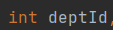 int deptId,